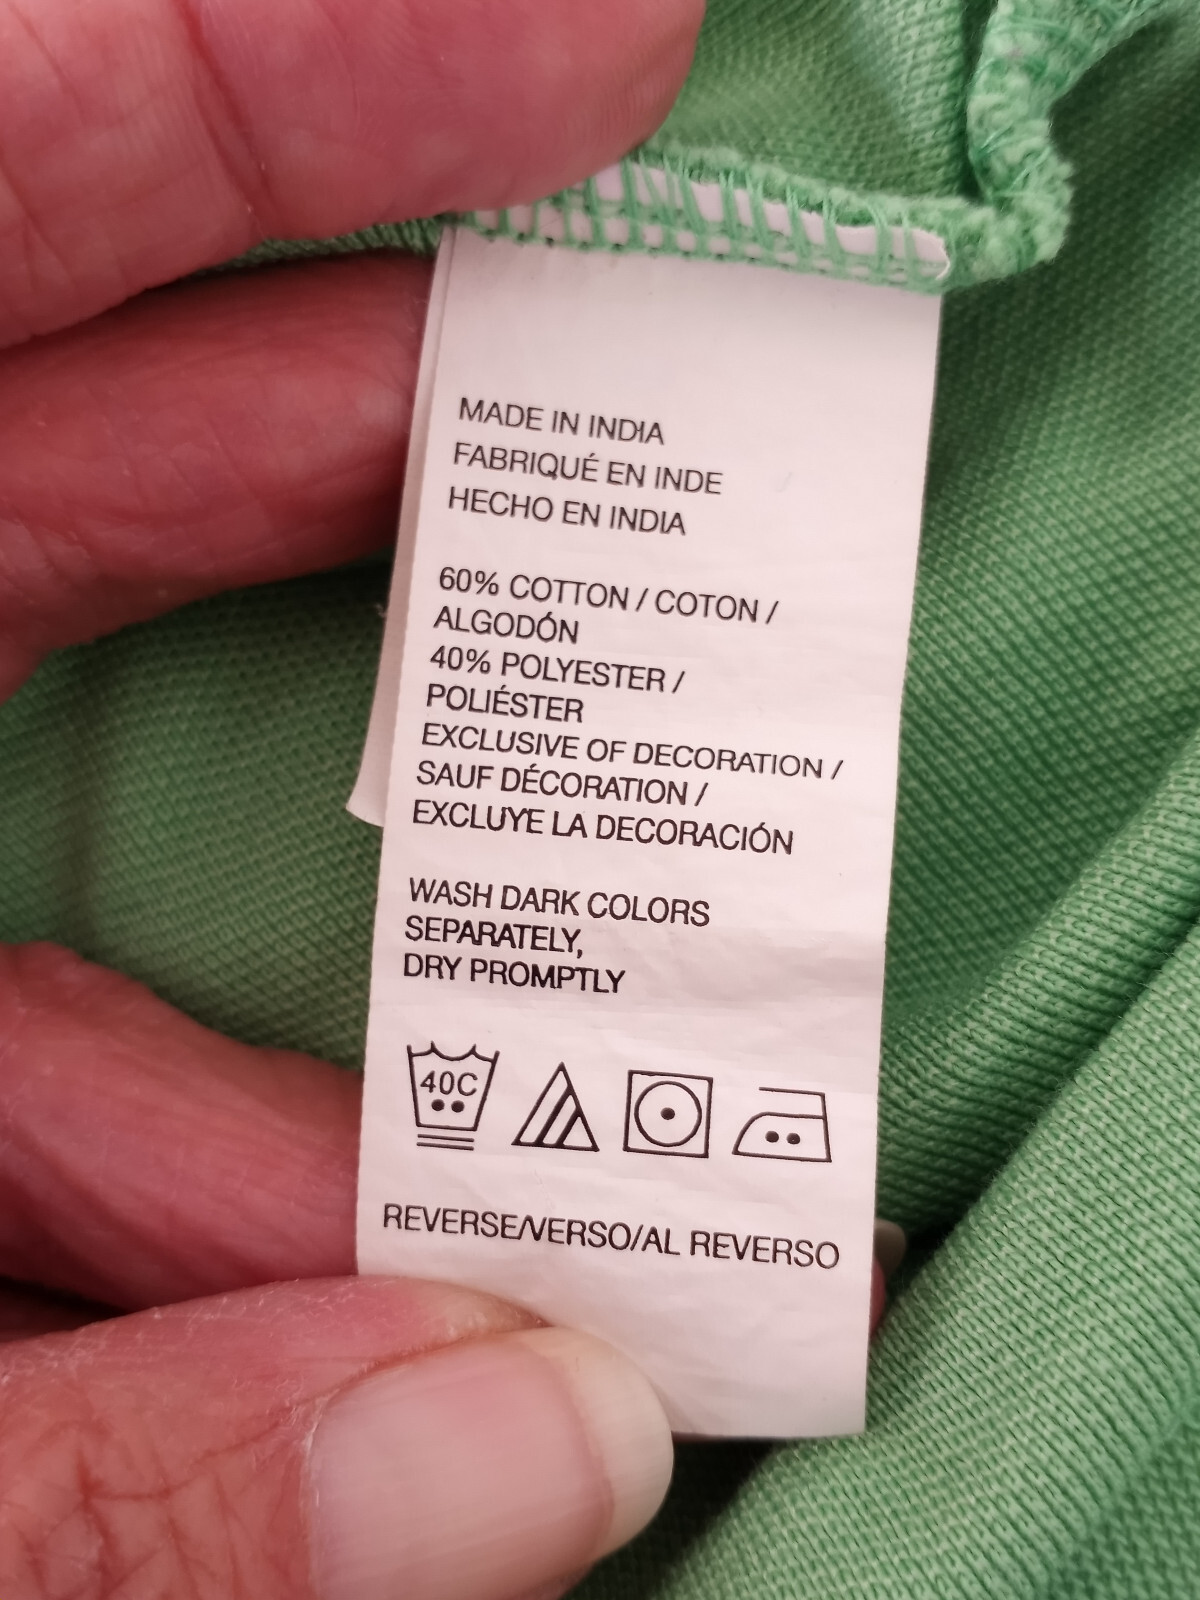 MADE IN INDIA
FABRIQUÉ EN INDE
HECHO EN INDIA
60% COTTON / COTON /
ALGODÓN
40% POLYESTER /
POLIÉSTER
EXCLUSIVE OF DECORATION /
SAUF DÉCORATION /
EXCLUYE LA DECORACIÓN
WASH DARK COLORS
SEPARATELY,
DRY PROMPTLY
40C
REVERSE/VERSO/AL REVERSO